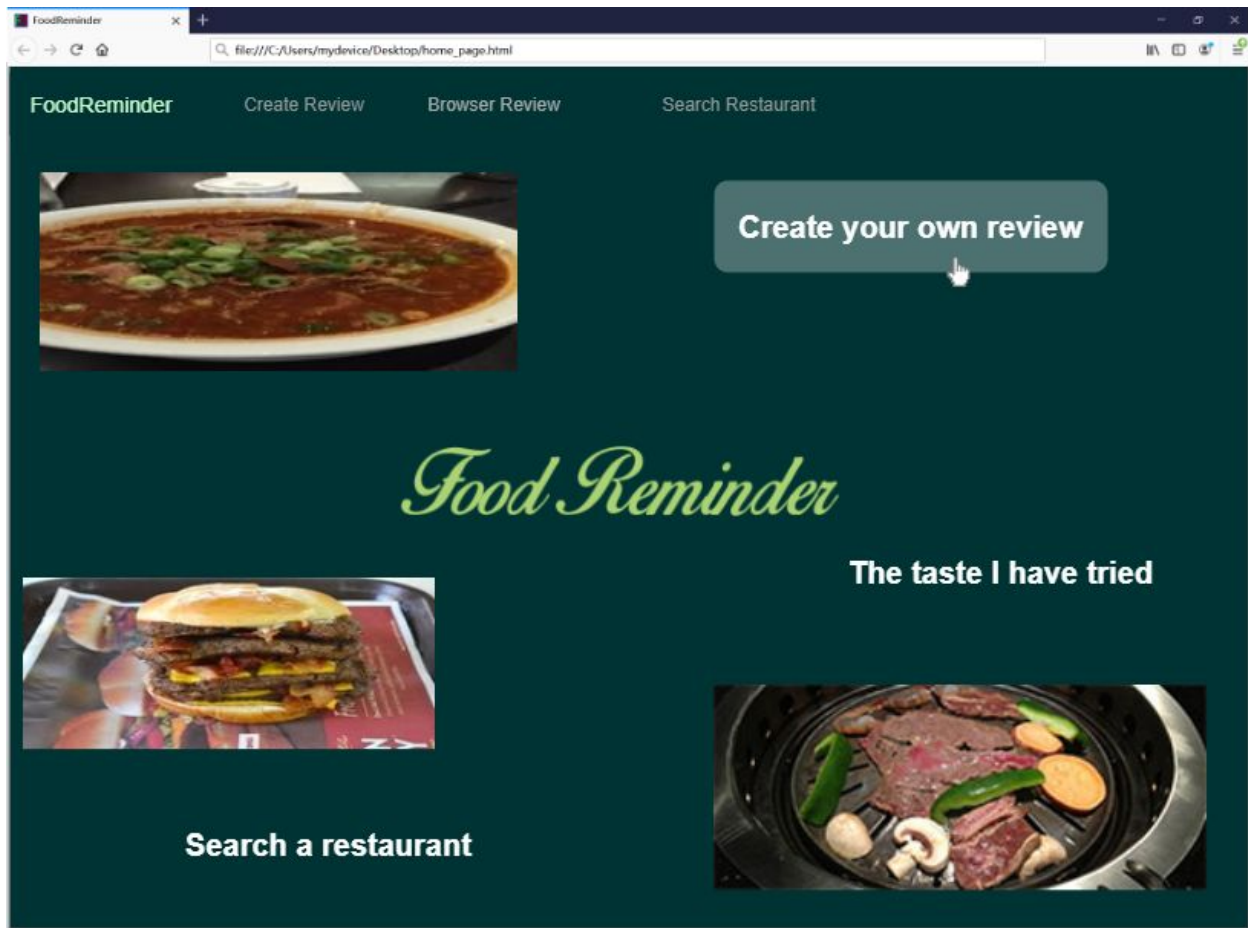 FoodReminder
file:///C:/Users/mydevice/Desktop/home_page.html
FoodReminder Create Review Browser Review Search Restaurant
Create your own review
Food Reminder
The taste I have tried
Search a restaurant